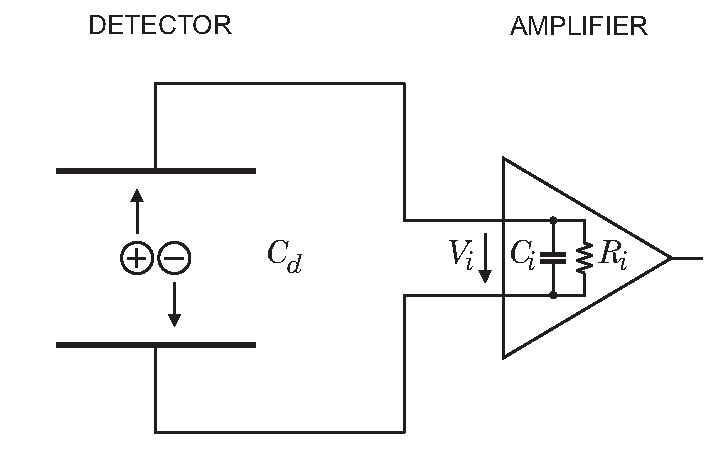 DETECTOR AMPLIFIER
+ −
C_d V_i C_i R_i